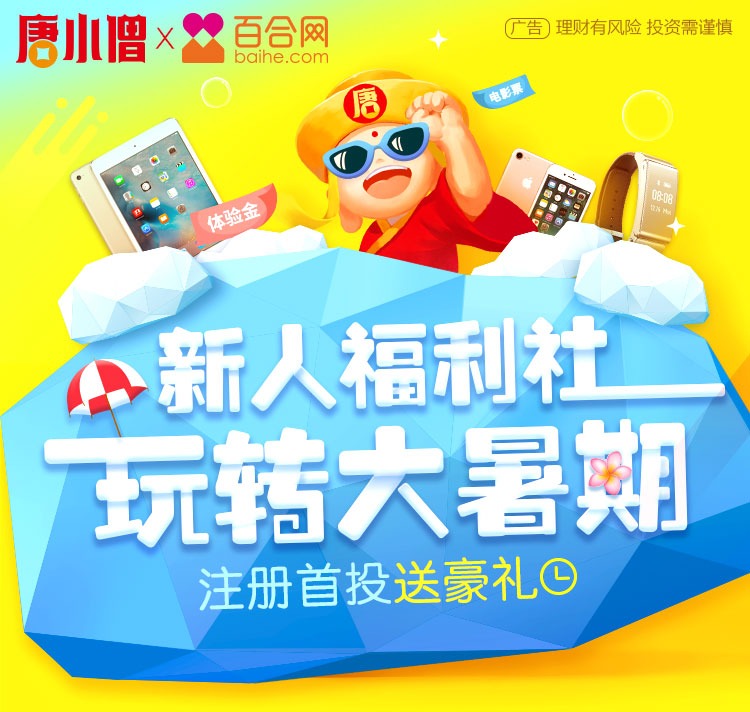 唐小僧 X 百合网
baihe.com
广告 理财有风险 投资需谨慎
电影票
唐
体验金
08:08
新人福利社
玩转大暑期
注册首投送豪礼